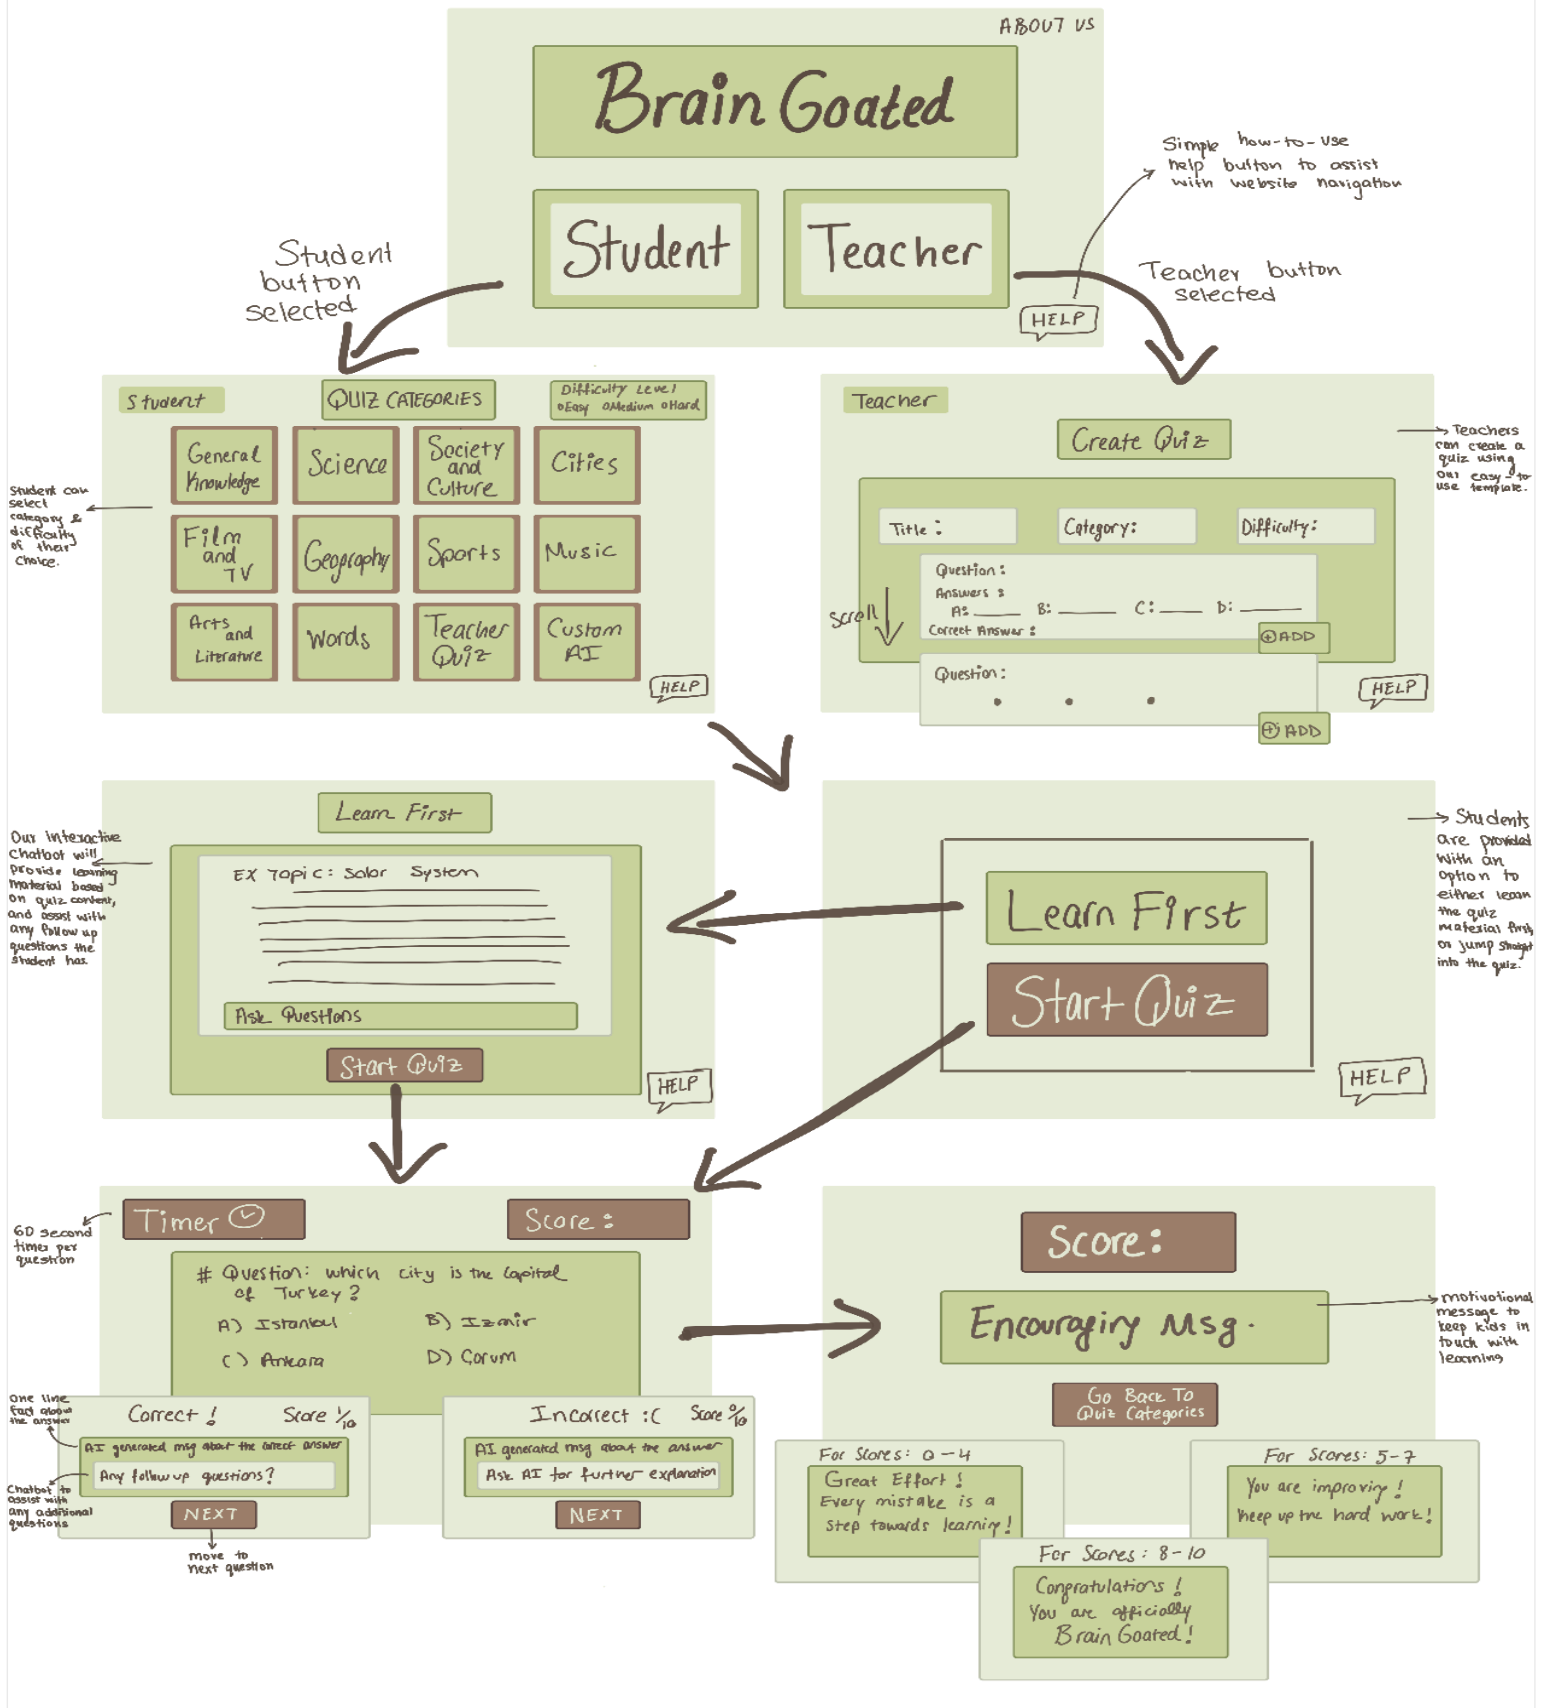 ABOUT US
Brain Goated
Student
Teacher
HELP
Simple how-to-use
help button to assist
with website navigation
Student
button
selected
Teacher button
selected
Student
QUIZ CATEGORIES
Difficulty Level
Easy Medium Hard
General
Knowledge
Science
Society
and
Culture
Cities
Film
and
TV
Geography
Sports
Music
Arts
and
Literature
Words
Teacher
Quiz
Custom
AI
HELP
Student can
select
category &
difficulty
of their
choice.
Teacher
Create Quiz
Title:
Category:
Difficulty:
Question:
Answers:
A: B: C: D:
Correct Answer:
+ ADD
scroll
Question:
+ ADD
HELP
Teachers
can create a
quiz using
our easy-to
use template.
Learn First
EX Topic: Solar System
Ask Questions
Start Quiz
HELP
Our interactive
chatbot will
provide learning
material based
on quiz content,
and assist with
any follow up
questions the
student has.
Learn First
Start Quiz
HELP
Students
are provided
with an
option to
either learn
the quiz
material first,
or jump straight
into the quiz.
Timer
Score:
60 second
timer per
question
# Question: which city is the capital
of Turkey?
A) Istanbul B) Izmir
C) Ankara D) Çorum
Correct! Score 1/10
AI generated msg about the correct answer
Any follow up questions?
NEXT
One line
fact about
the answer
Chatbot to
assist with
any additional
questions
move to
next question
Incorrect :( Score 0/10
AI generated msg about the answer
Ask AI for further explanation
NEXT
Score:
Encouraging Msg.
Go Back To
Quiz Categories
motivational
message to
keep kids in
touch with
learning
For Scores: 0-4
Great Effort!
Every mistake is a
step towards learning!
For Scores: 5-7
You are improving!
Keep up the hard work!
For Scores: 8-10
Congratulations!
You are officially
Brain Goated!